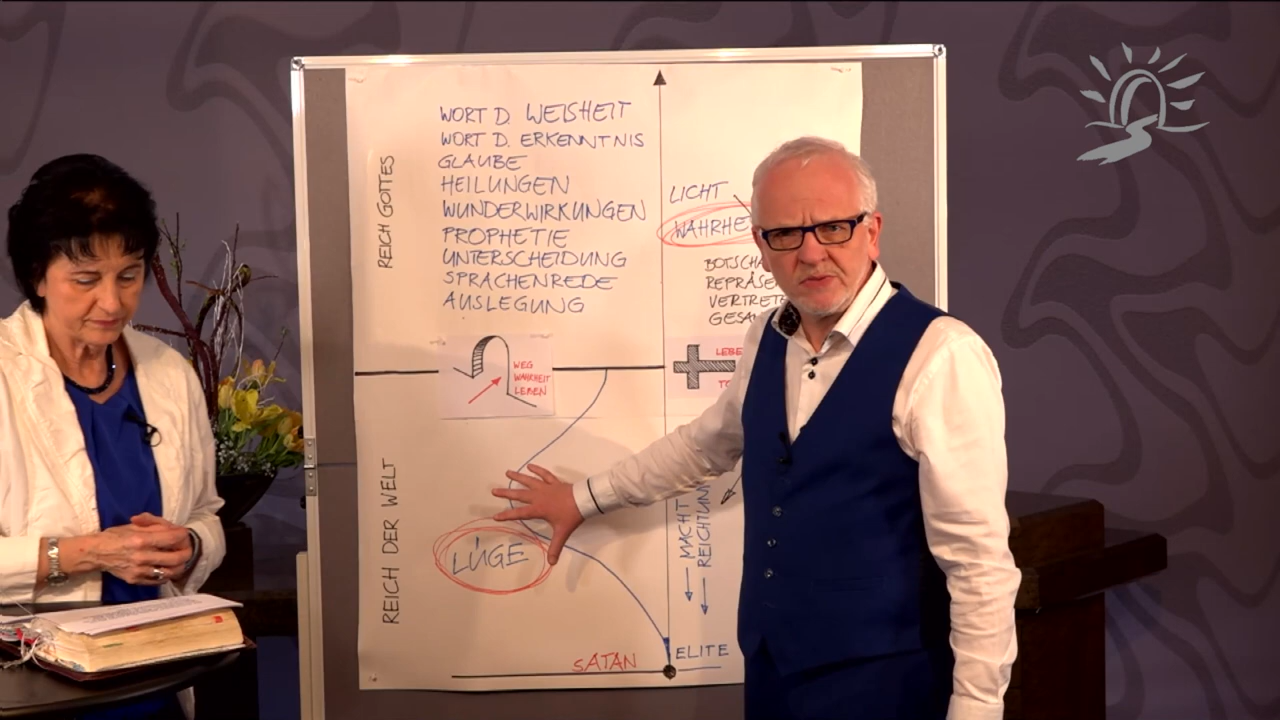 WORT D. WEISHEIT
WORT D. ERKENNTNIS
GLAUBE
HEILUNGEN
WUNDERWIRKUNGEN
PROPHETIE
UNTERSCHEIDUNG
SPRACHENREDE
AUSLEGUNG
REICH GOTTES
LICHT
WEG
WAHRHEIT
LEBEN
REICH DER WELT
LÜGE
MACHT
SATAN
ELITE